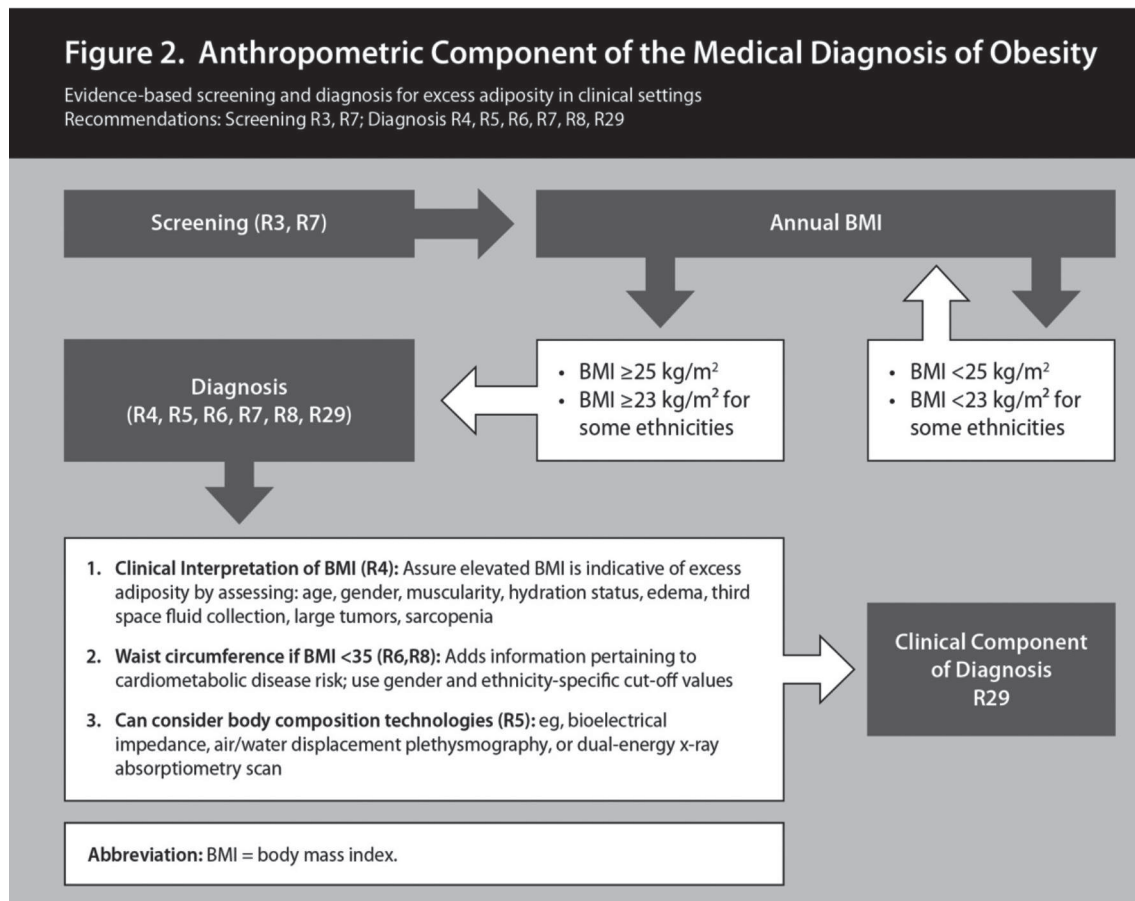 Figure 2. Anthropometric Component of the Medical Diagnosis of Obesity
Evidence-based screening and diagnosis for excess adiposity in clinical settings
Recommendations: Screening R3, R7; Diagnosis R4, R5, R6, R7, R8, R29
Screening (R3, R7)
Annual BMI
Diagnosis
(R4, R5, R6, R7, R8, R29)
• BMI ≥25 kg/m²
• BMI ≥23 kg/m² for
some ethnicities
• BMI <25 kg/m²
• BMI <23 kg/m² for
some ethnicities
1. Clinical Interpretation of BMI (R4): Assure elevated BMI is indicative of excess
adiposity by assessing: age, gender, muscularity, hydration status, edema, third
space fluid collection, large tumors, sarcopenia
2. Waist circumference if BMI <35 (R6,R8): Adds information pertaining to
cardiometabolic disease risk; use gender and ethnicity-specific cut-off values
3. Can consider body composition technologies (R5): eg, bioelectrical
impedance, air/water displacement plethysmography, or dual-energy x-ray
absorptiometry scan
Clinical Component
of Diagnosis
R29
Abbreviation: BMI = body mass index.